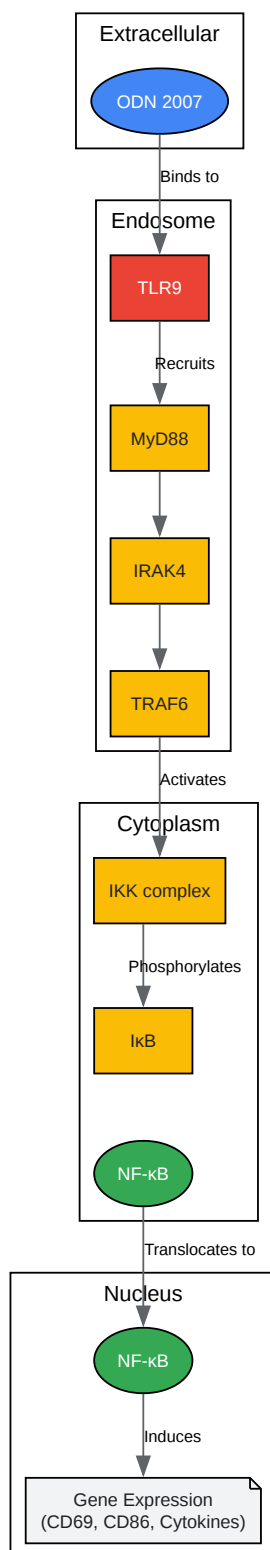 Extracellular
ODN 2007
Binds to
Endosome
TLR9
Recruits
MyD88
IRAK4
TRAF6
Activates
Cytoplasm
IKK complex
Phosphorylates
IκB
NF-κB
Translocates to
Nucleus
NF-κB
Induces
Gene Expression
(CD69, CD86, Cytokines)